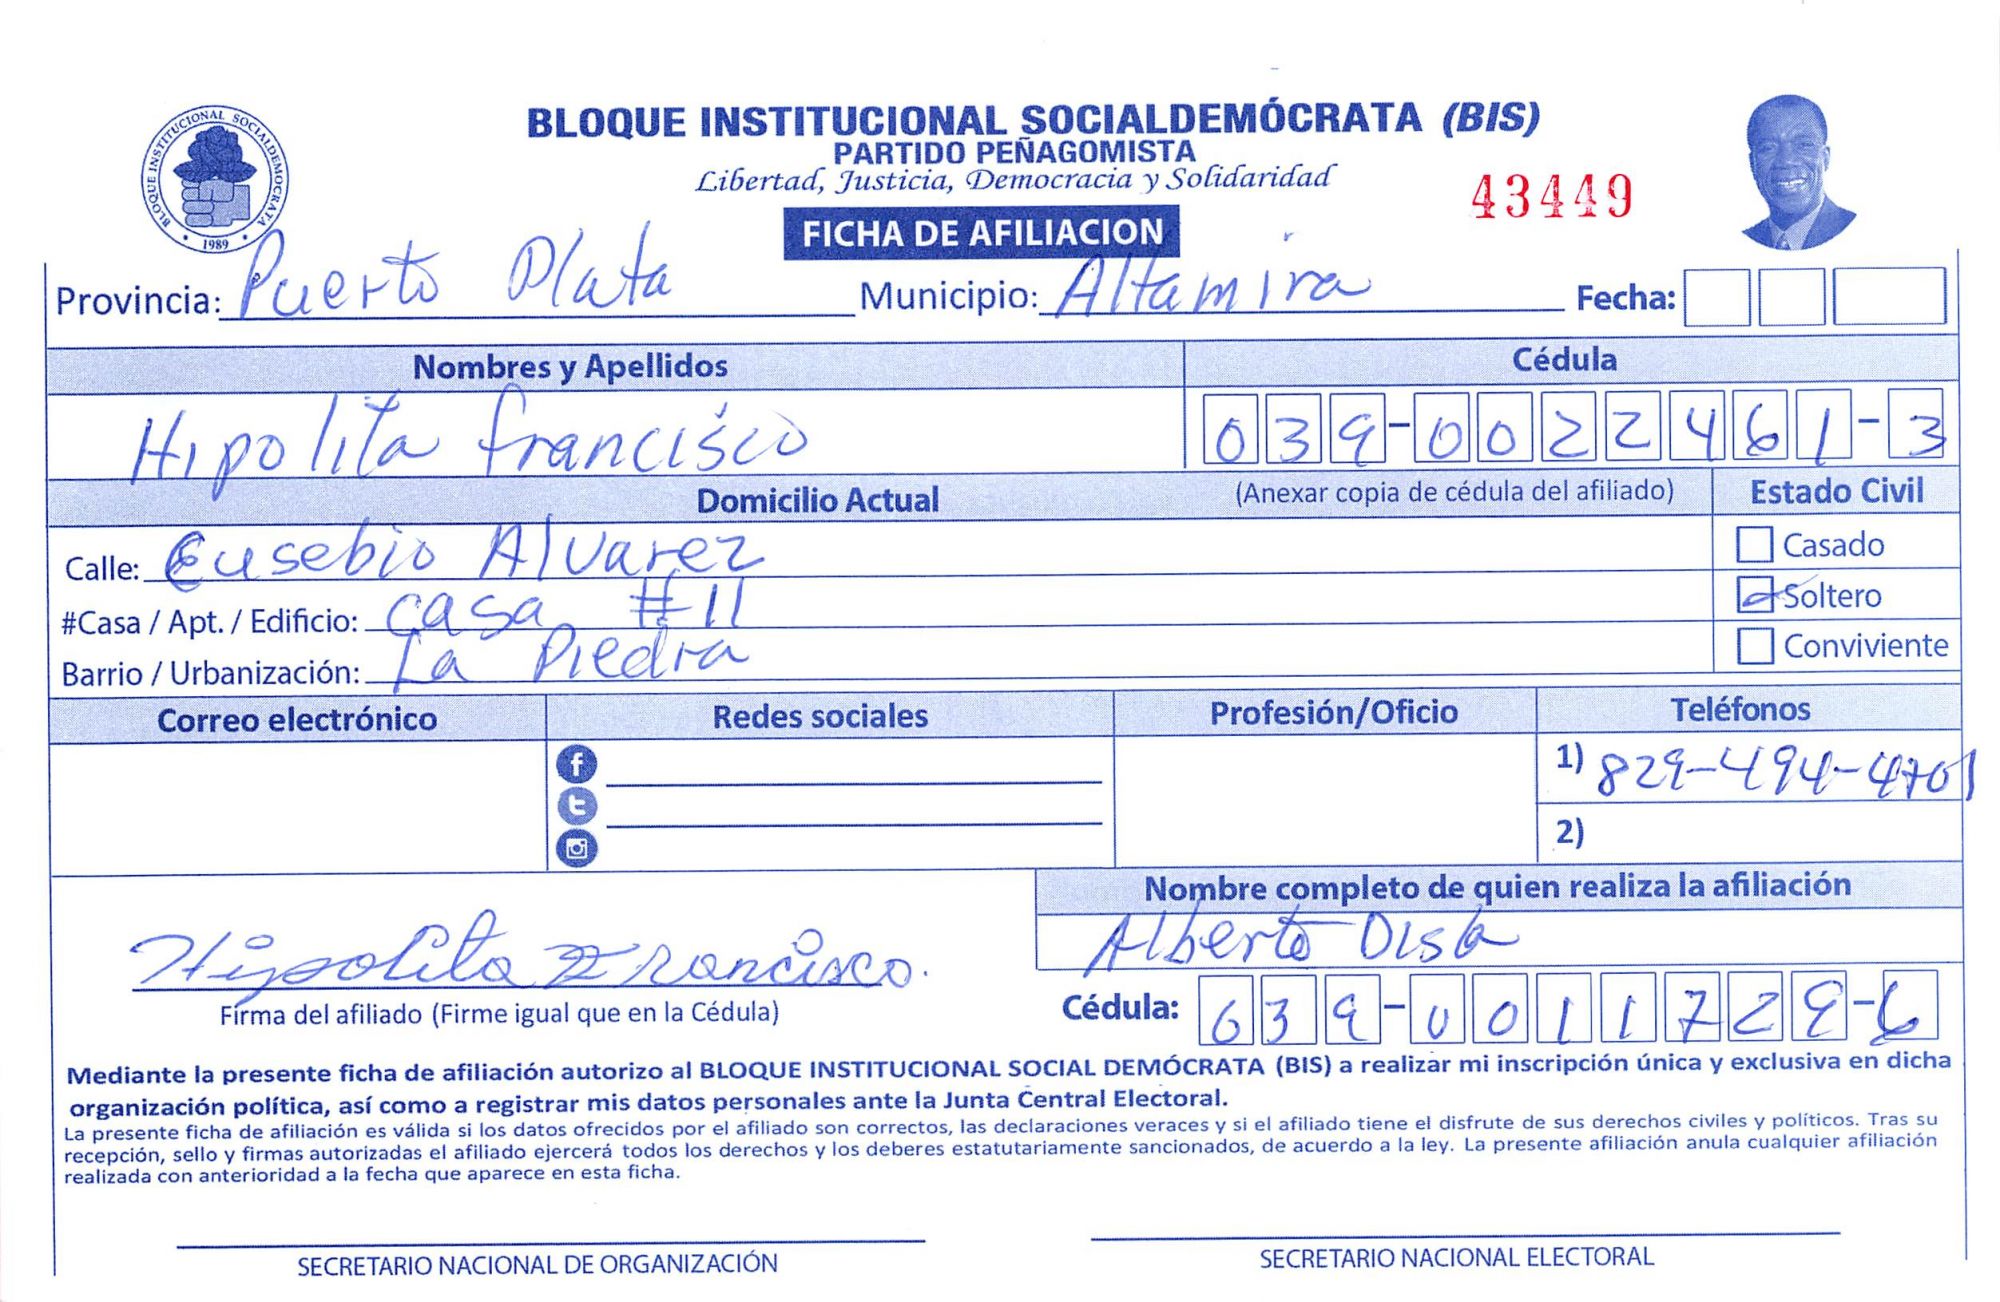 BLOQUE INSTITUCIONAL SOCIALDEMOCRATA
1989
BLOQUE INSTITUCIONAL SOCIALDEMÓCRATA (BIS)
PARTIDO PEÑAGOMISTA
Libertad, Justicia, Democracia y Solidaridad
43449
FICHA DE AFILIACION
Provincia: Puerto Plata Municipio: Altamira Fecha:
Nombres y Apellidos Cédula
Hipolita francisco 039-0022461-3
Domicilio Actual (Anexar copia de cédula del afiliado) Estado Civil
Calle: Eusebio Alvarez Casado
#Casa / Apt. / Edificio: casa #11 Soltero
Barrio / Urbanización: La Piedra Conviviente
Correo electrónico Redes sociales Profesión/Oficio Teléfonos
1) 829-494-4701
2)
Nombre completo de quien realiza la afiliación
Alberto Disla
Hipolita Francisco.
Firma del afiliado (Firme igual que en la Cédula) Cédula: 039-0011729-6
Mediante la presente ficha de afiliación autorizo al BLOQUE INSTITUCIONAL SOCIAL DEMÓCRATA (BIS) a realizar mi inscripción única y exclusiva en dicha
organización política, así como a registrar mis datos personales ante la Junta Central Electoral.
La presente ficha de afiliación es válida si los datos ofrecidos por el afiliado son correctos, las declaraciones veraces y si el afiliado tiene el disfrute de sus derechos civiles y políticos. Tras su
recepción, sello y firmas autorizadas el afiliado ejercerá todos los derechos y los deberes estatutariamente sancionados, de acuerdo a la ley. La presente afiliación anula cualquier afiliación
realizada con anterioridad a la fecha que aparece en esta ficha.
SECRETARIO NACIONAL DE ORGANIZACIÓN SECRETARIO NACIONAL ELECTORAL